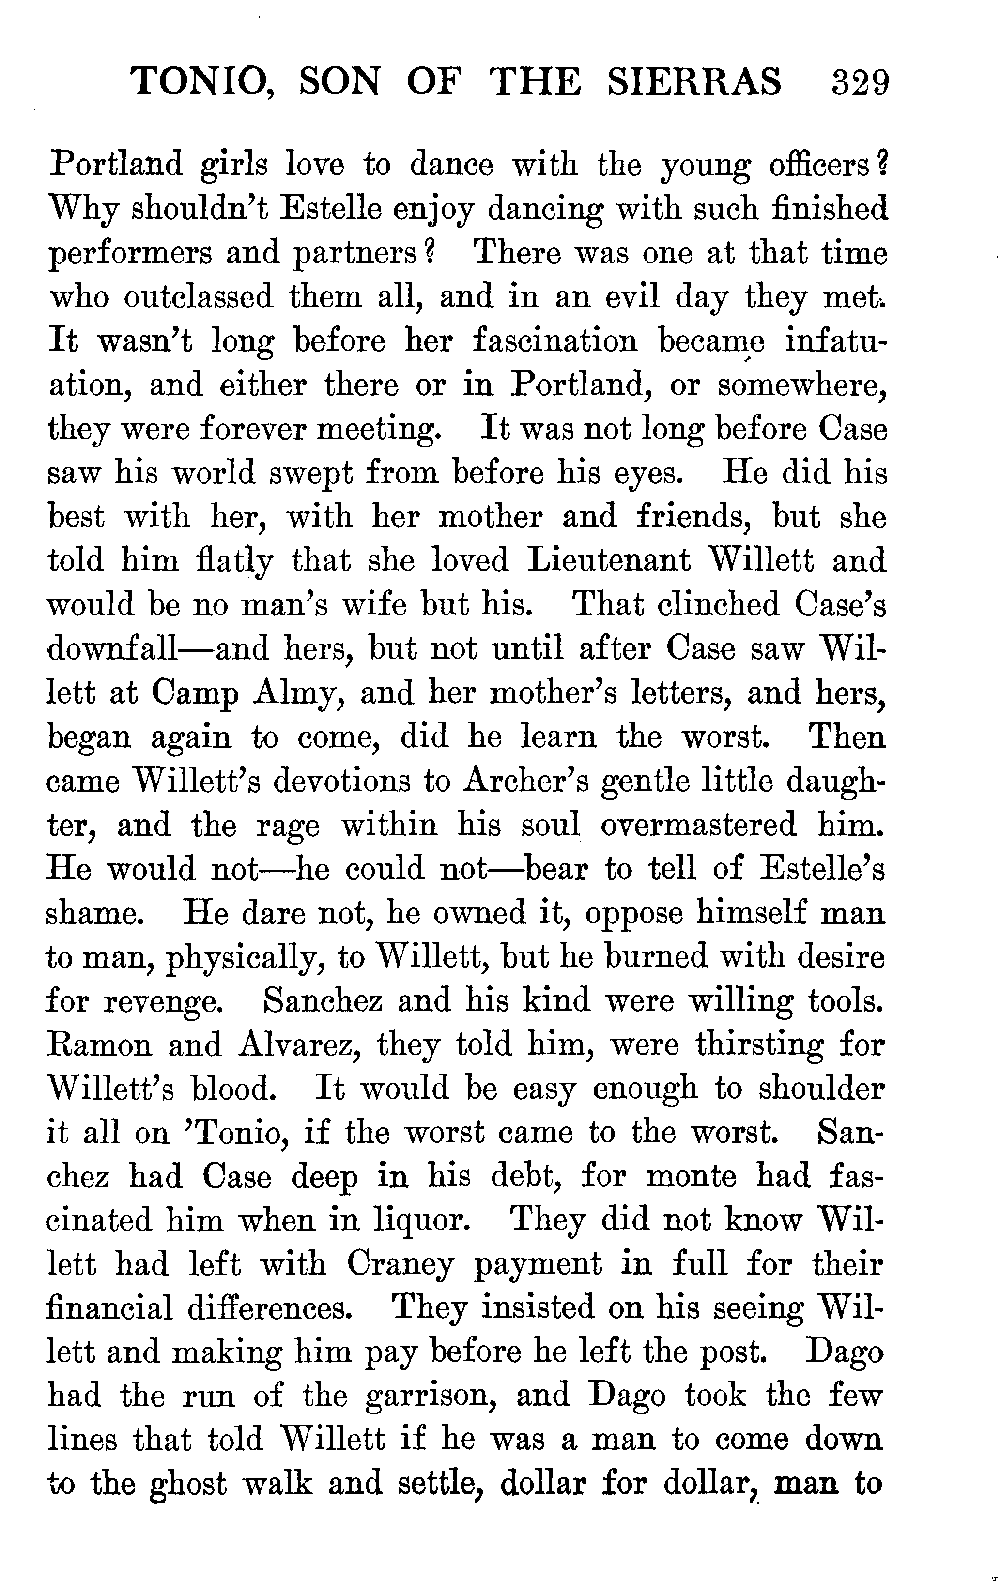 TONIO, SON OF THE SIERRAS 329
Portland girls love to dance with the young officers?
Why shouldn't Estelle enjoy dancing with such finished
performers and partners? There was one at that time
who outclassed them all, and in an evil day they met.
It wasn't long before her fascination became infatu-
ation, and either there or in Portland, or somewhere,
they were forever meeting. It was not long before Case
saw his world swept from before his eyes. He did his
best with her, with her mother and friends, but she
told him flatly that she loved Lieutenant Willett and
would be no man's wife but his. That clinched Case's
downfall—and hers, but not until after Case saw Wil-
lett at Camp Almy, and her mother's letters, and hers,
began again to come, did he learn the worst. Then
came Willett's devotions to Archer's gentle little daugh-
ter, and the rage within his soul overmastered him.
He would not—he could not—bear to tell of Estelle's
shame. He dare not, he owned it, oppose himself man
to man, physically, to Willett, but he burned with desire
for revenge. Sanchez and his kind were willing tools.
Ramon and Alvarez, they told him, were thirsting for
Willett's blood. It would be easy enough to shoulder
it all on 'Tonio, if the worst came to the worst. San-
chez had Case deep in his debt, for monte had fas-
cinated him when in liquor. They did not know Wil-
lett had left with Craney payment in full for their
financial differences. They insisted on his seeing Wil-
lett and making him pay before he left the post. Dago
had the run of the garrison, and Dago took the few
lines that told Willett if he was a man to come down
to the ghost walk and settle, dollar for dollar, man to